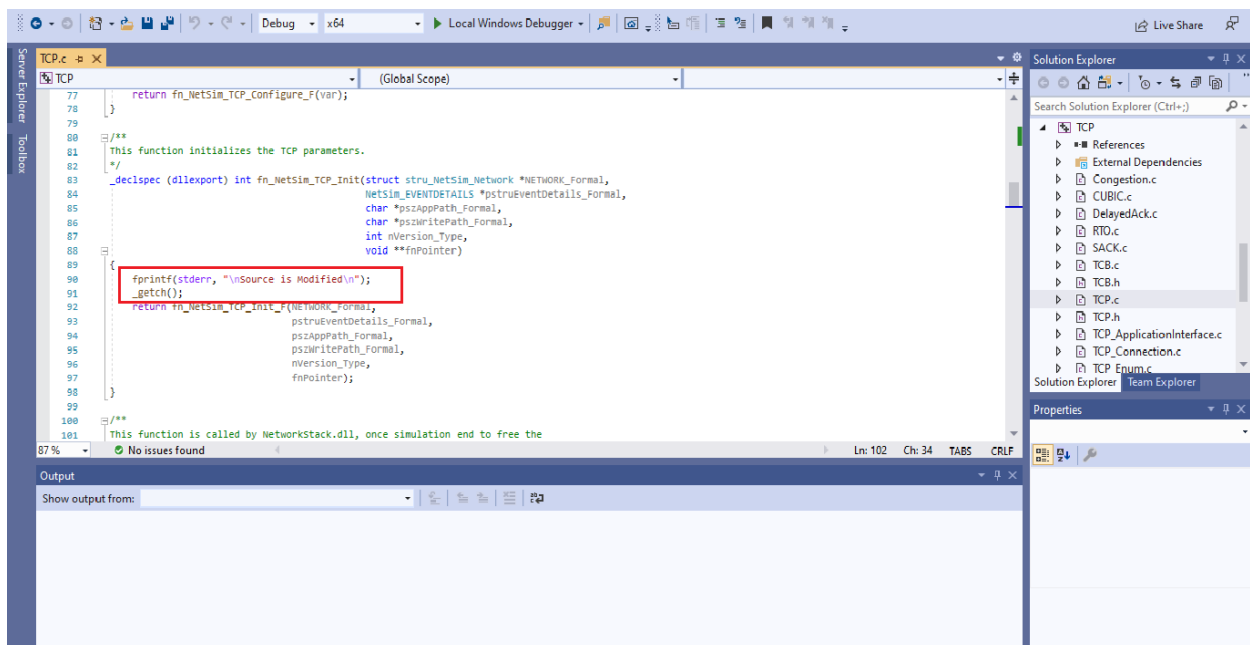 Debug x64 Local Windows Debugger Live Share
Server Explorer
Toolbox
TCP.c
TCP (Global Scope)
77 return fn_NetSim_TCP_Configure_F(var);
78 }
79
80 /**
81 This function initializes the TCP parameters.
82 */
83 _declspec (dllexport) int fn_NetSim_TCP_Init(struct stru_NetSim_Network *NETWORK_Formal,
84 NetSim_EVENTDETAILS *pstruEventDetails_Formal,
85 char *pszAppPath_Formal,
86 char *pszWritePath_Formal,
87 int nVersion_Type,
88 void **fnPointer)
89 {
90 fprintf(stderr, "\nSource is Modified\n");
91 _getch();
92 return fn_NetSim_TCP_Init_F(NETWORK_Formal,
93 pstruEventDetails_Formal,
94 pszAppPath_Formal,
95 pszWritePath_Formal,
96 nVersion_Type,
97 fnPointer);
98 }
99
100 /**
101 This function is called by NetworkStack.dll, once simulation end to free the
87 % No issues found Ln: 102 Ch: 34 TABS CRLF
Output
Show output from:
Solution Explorer
Search Solution Explorer (Ctrl+;)
TCP
References
External Dependencies
Congestion.c
CUBIC.c
DelayedAck.c
RTO.c
SACK.c
TCB.c
TCB.h
TCP.c
TCP.h
TCP_ApplicationInterface.c
TCP_Connection.c
TCP_Enum.c
Solution Explorer Team Explorer
Properties